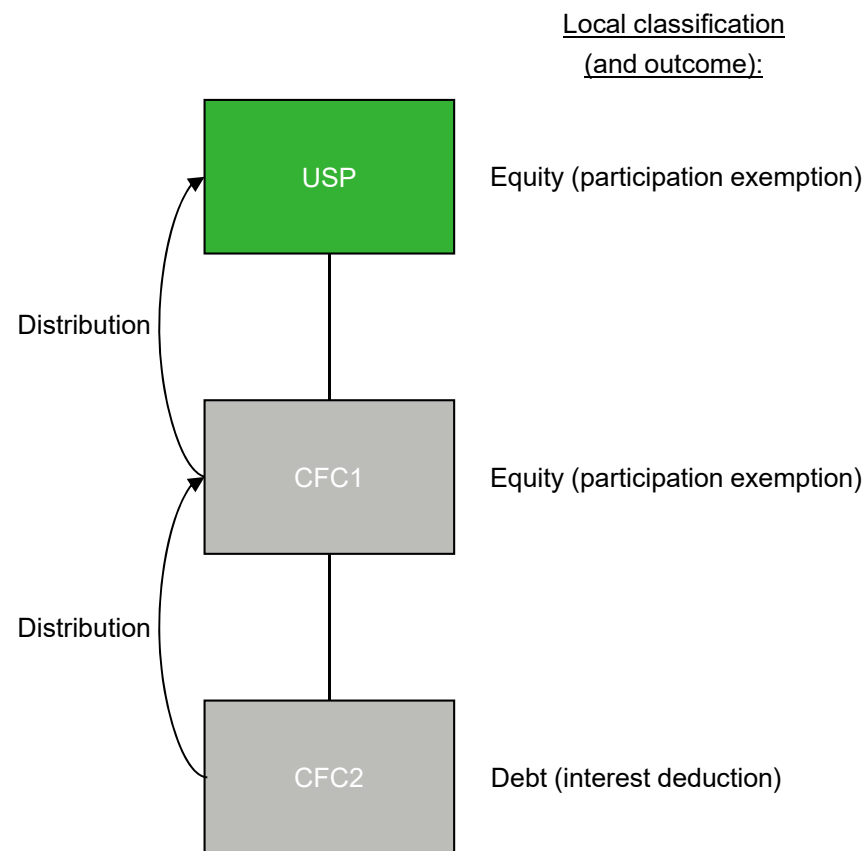 Local classification
(and outcome):
USP
Equity (participation exemption)
Distribution
CFC1
Equity (participation exemption)
Distribution
CFC2
Debt (interest deduction)